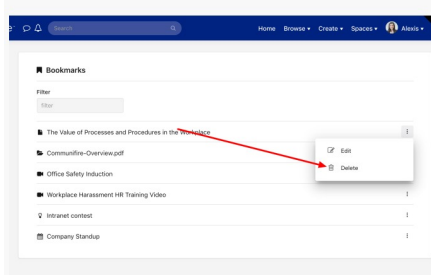 Search
Home Browse Create Spaces Alexis
Bookmarks
Filter
filter
The Value of Processes and Procedures in the Workplace
Edit
Communifire-Overview.pdf
Delete
Office Safety Induction
Workplace Harassment HR Training Video
Intranet contest
Company Standup